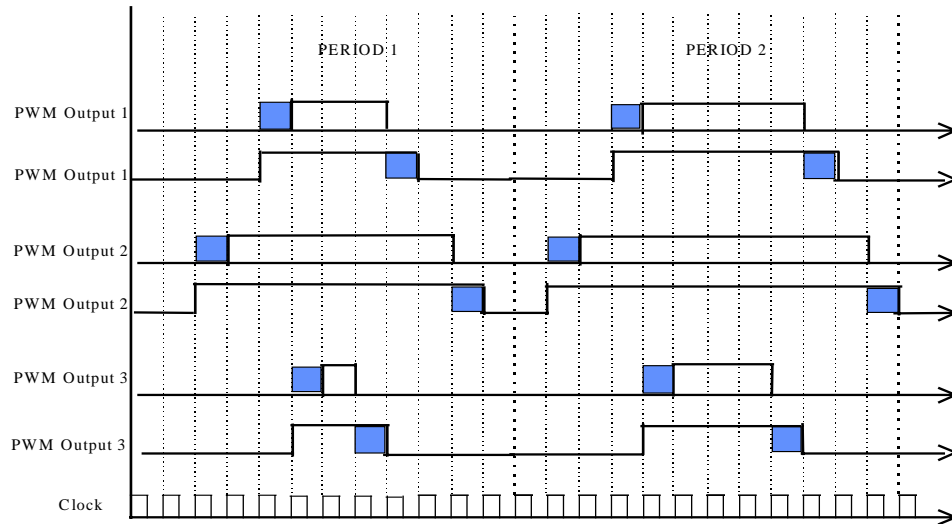 PERIOD 1
PERIOD 2
PWM Output 1
PWM Output 1
PWM Output 2
PWM Output 2
PWM Output 3
PWM Output 3
Clock